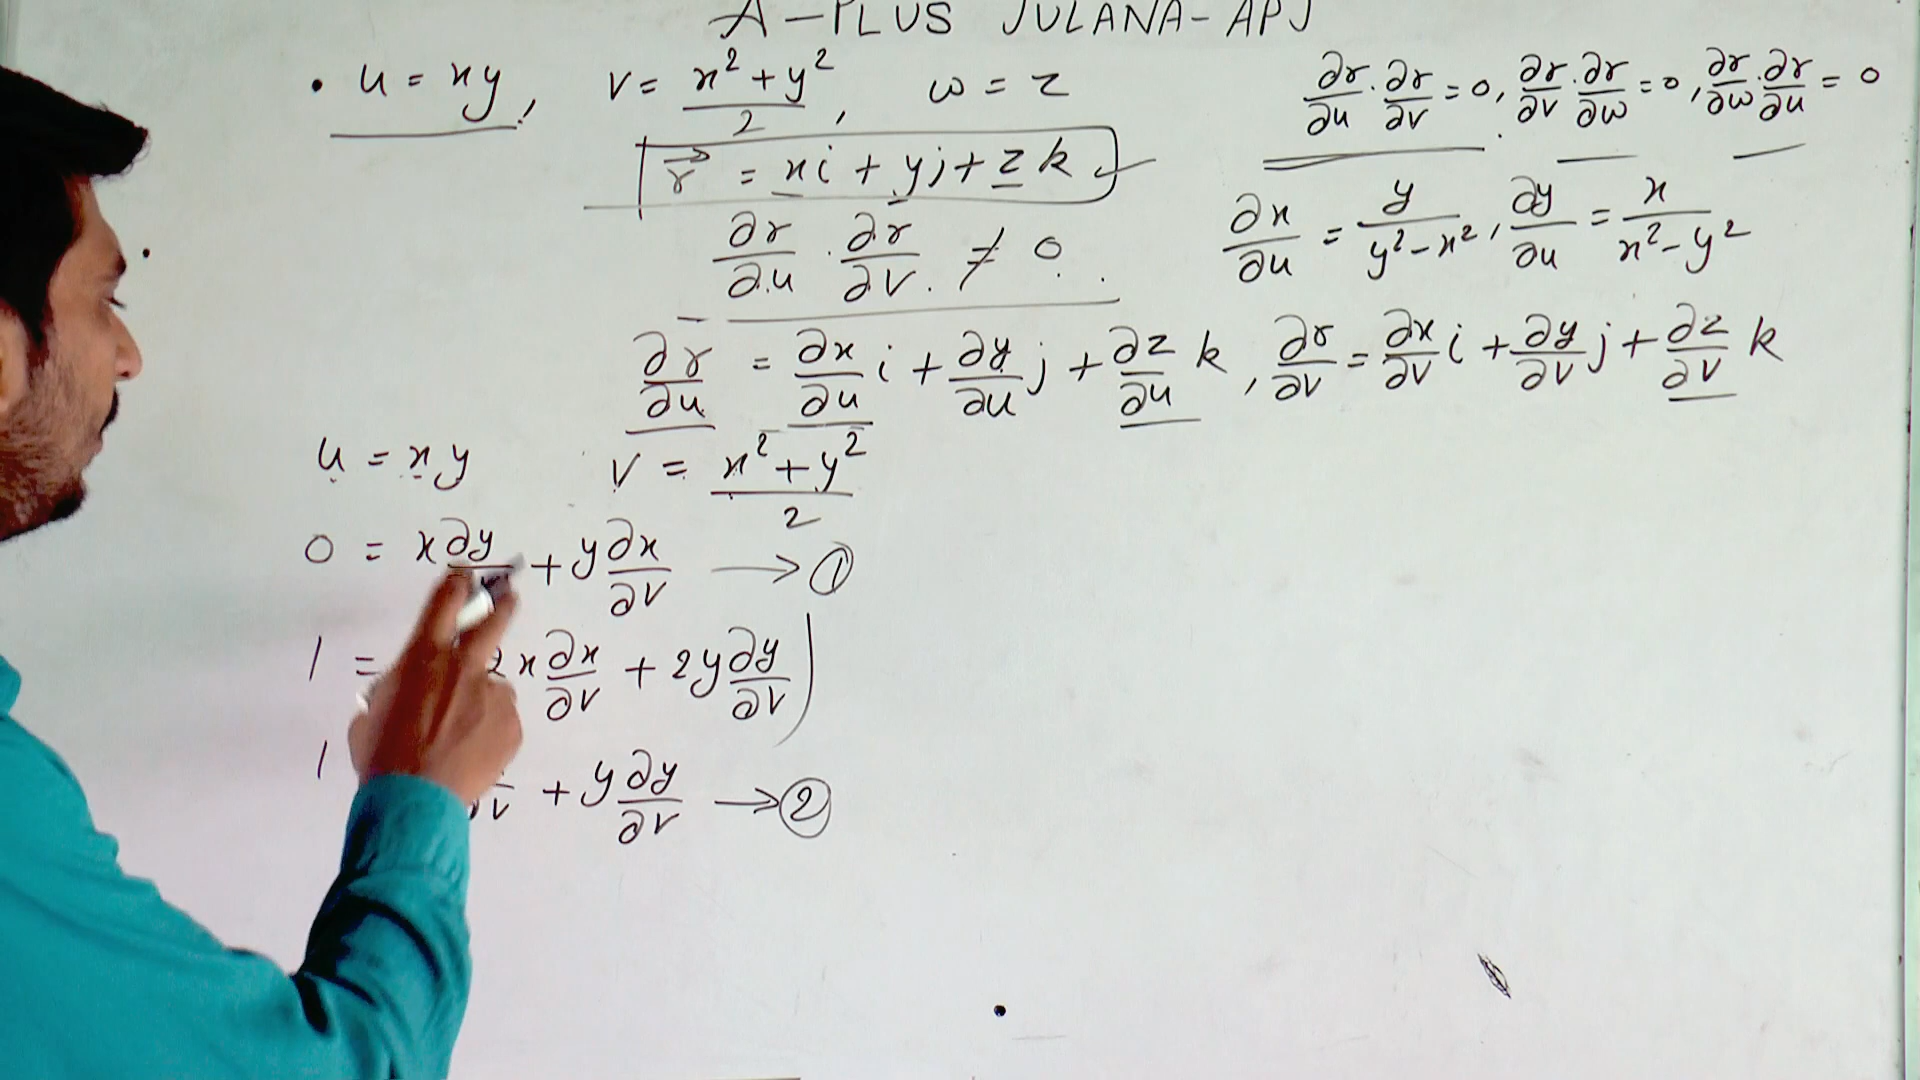 A-PLUS JULANA-APJ
• u = xy, v = (x² + y²)/2, w = z
∂r/∂u · ∂r/∂v = 0, ∂r/∂v · ∂r/∂w = 0, ∂r/∂w · ∂r/∂u = 0
r⃗ = xi + yj + zk
∂r/∂u · ∂r/∂v ≠ 0
∂x/∂u = y/(y² - x²), ∂y/∂u = x/(x² - y²)
∂r/∂u = ∂x/∂u i + ∂y/∂u j + ∂z/∂u k, ∂r/∂v = ∂x/∂v i + ∂y/∂v j + ∂z/∂v k
u = xy v = (x² + y²)/2
0 = x ∂y + y ∂x/∂v → ①
1 = 2x ∂x/∂v + 2y ∂y/∂v )
1 ∂v + y ∂y/∂v → ②